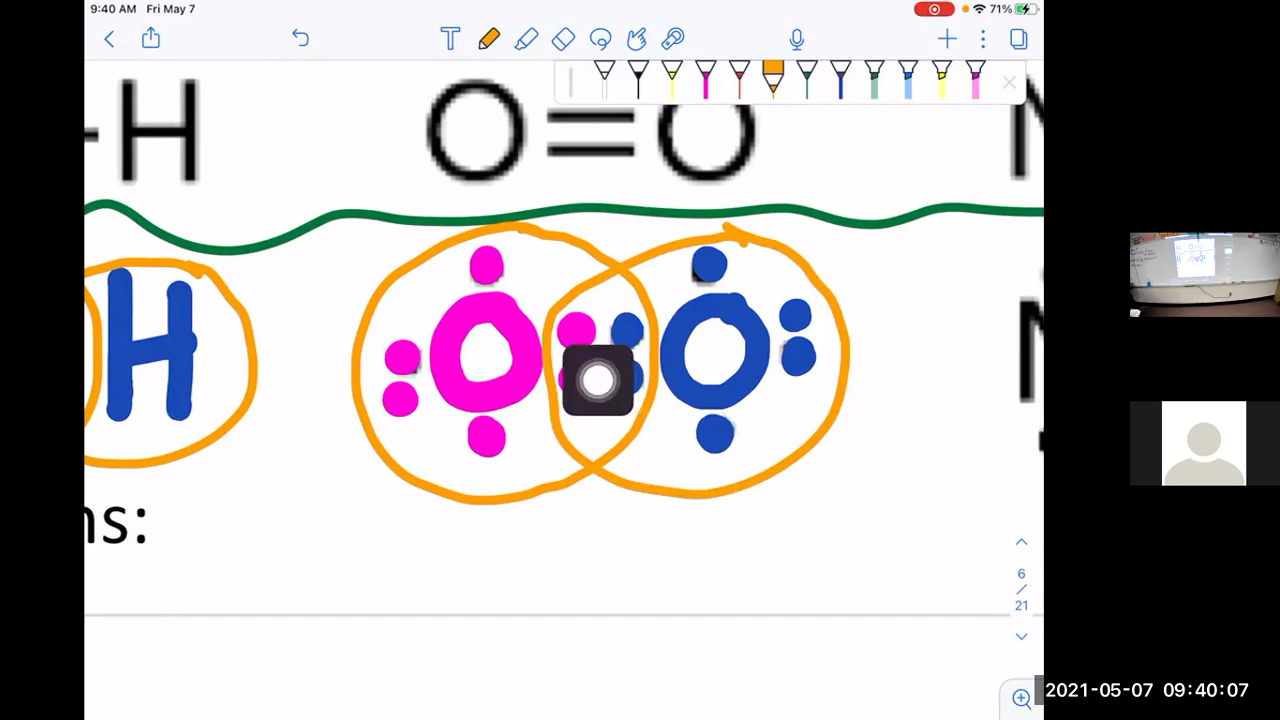 9:40 AM Fri May 7
71%
T
H O=O
H O O
ns:
6
/
21
2021-05-07 09:40:07